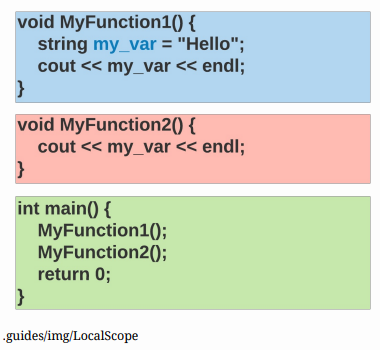 void MyFunction1() {
    string my_var = "Hello";
    cout << my_var << endl;
}
void MyFunction2() {
    cout << my_var << endl;
}
int main() {
    MyFunction1();
    MyFunction2();
    return 0;
}
.guides/img/LocalScope